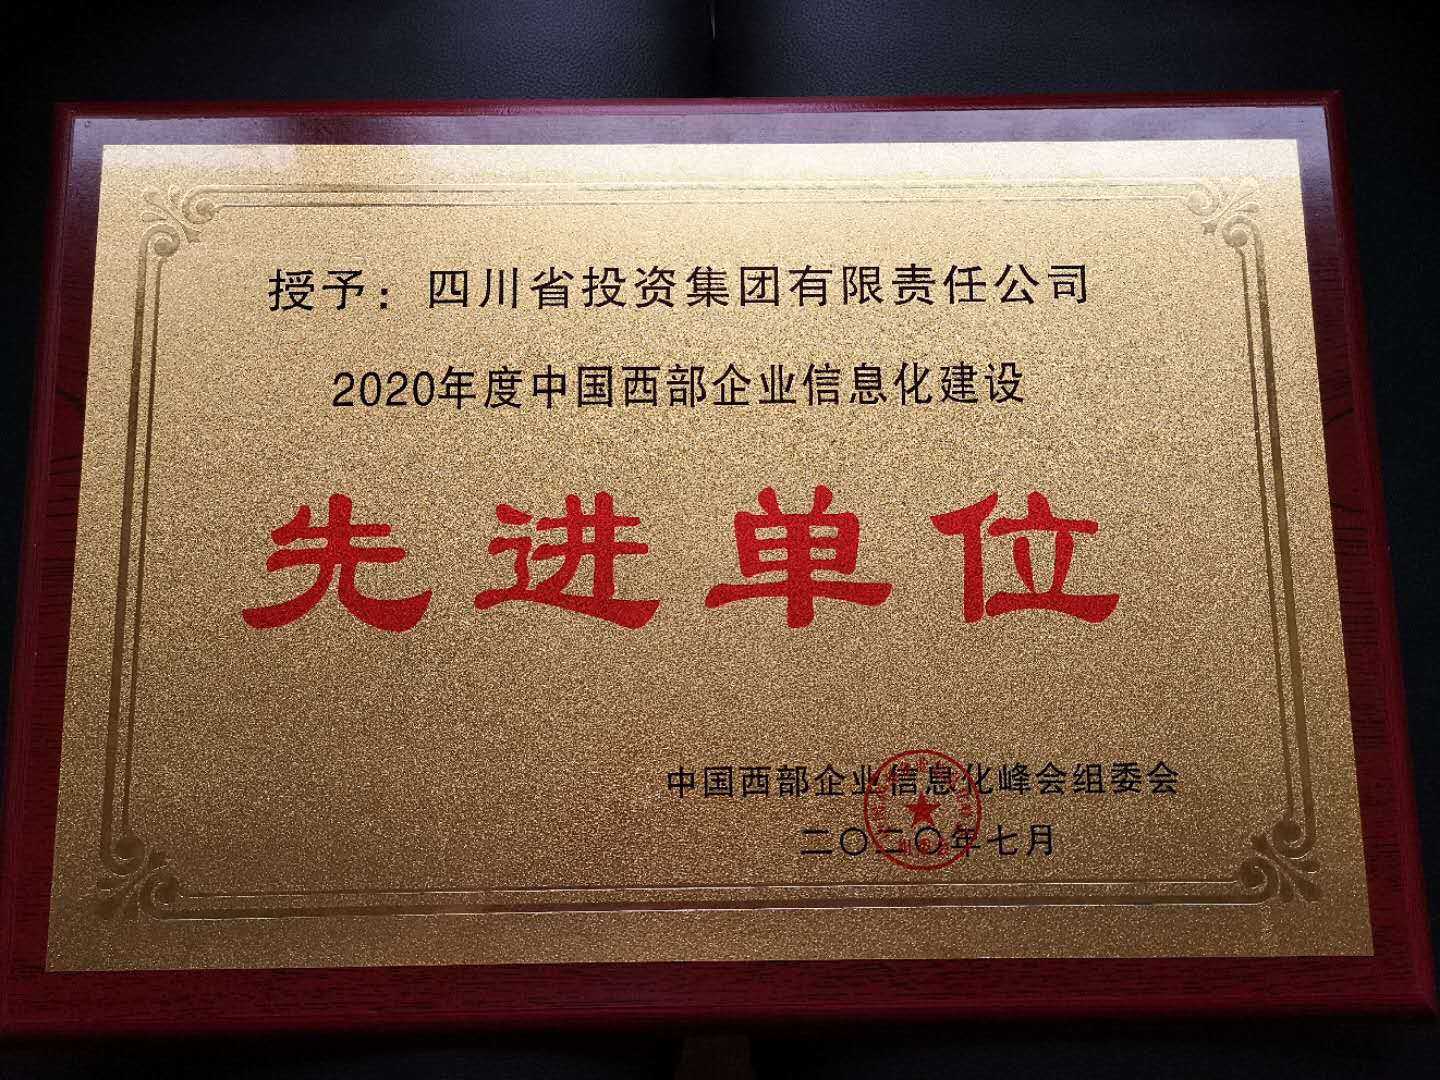 授予：四川省投资集团有限责任公司
2020年度中国西部企业信息化建设
先进单位
中国西部企业信息化峰会组委会
二〇二〇年七月